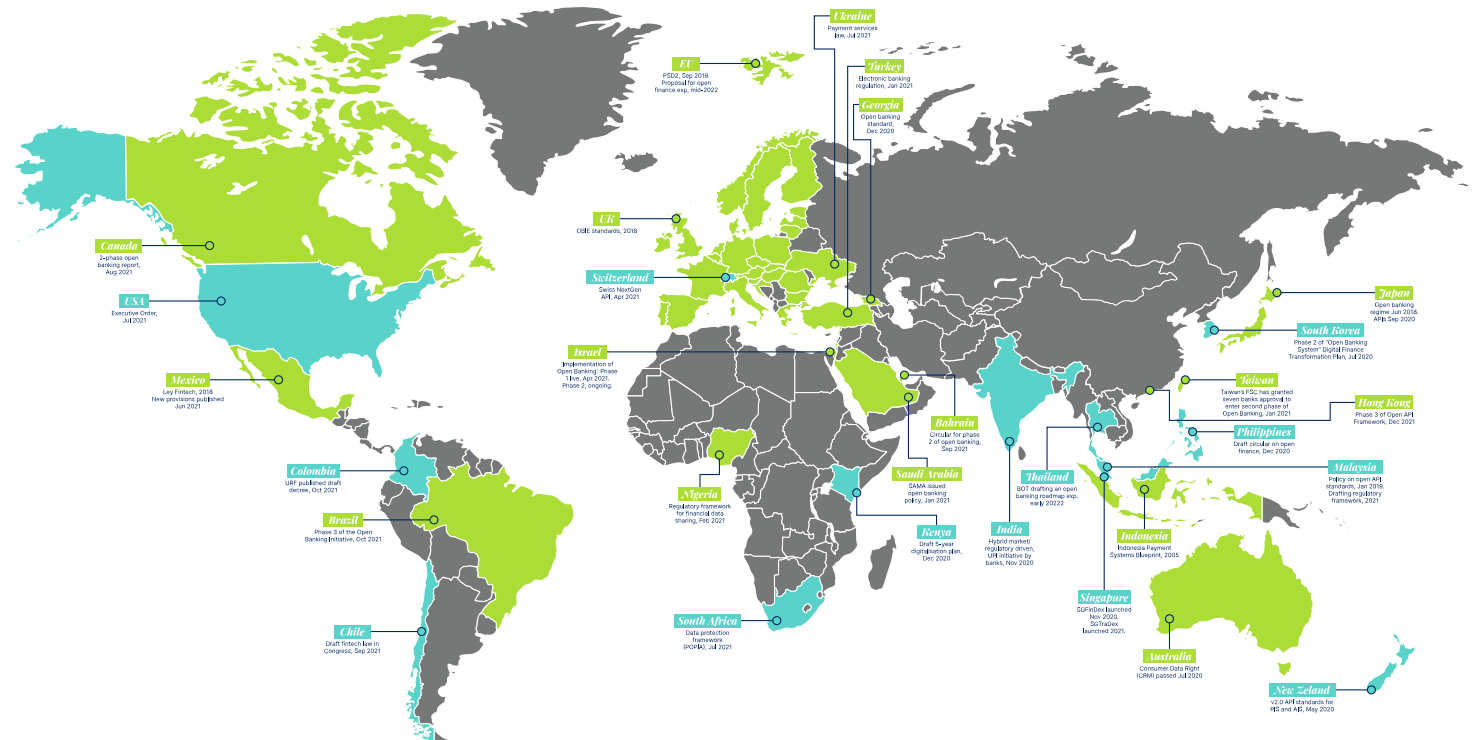 Ukraine
Payment services
law, Jul 2021
EU
PSD2, Sep 2019.
Proposal for open
finance exp, mid-2022
Turkey
Electronic banking
regulation, Jan 2021
Georgia
Open banking
standard,
Dec 2020
UK
OBIE standards, 2018
Canada
2-phase open
banking report,
Aug 2021
Switzerland
Swiss NextGen
API, Apr 2021
USA
Executive Order,
Jul 2021
Japan
Open banking
regime Jun 2018.
APIs Sep 2020
South Korea
Phase 2 of "Open Banking
System" Digital Finance
Transformation Plan, Jul 2020
Israel
'Implementation of
Open Banking'. Phase
1 live, Apr 2021.
Phase 2, ongoing.
Mexico
Ley Fintech, 2018
New provisions published
Jun 2021
Taiwan
Taiwan's FSC has granted
seven banks approval to
enter second phase of
Open Banking, Jan 2021
Hong Kong
Phase 3 of Open API
Framework, Dec 2021
Bahrain
Circular for phase
2 of open banking,
Sep 2021
Philippines
Draft circular on open
finance, Dec 2020
Colombia
URF published draft
decree, Oct 2021
Saudi Arabia
SAMA issued
open banking
policy, Jan 2021
Thailand
BOT drafting an open
banking roadmap exp.
early 20222
Malaysia
Policy on open API
standards, Jan 2019.
Drafting regulatory
framework, 2021
Nigeria
Regulatory framework
for financial data
sharing, Feb 2021
Brazil
Phase 3 of the Open
Banking Initiative, Oct 2021
Kenya
Draft 5-year
digitalisation plan,
Dec 2020
India
Hybrid market/
regulatory driven,
UPI initiative by
banks, Nov 2020
Indonesia
Indonesia Payment
Systems Blueprint, 2005
Singapure
SGFinDex launched
Nov 2020.
SGTraDex
launched 2021.
South Africa
Data protection
framework
(POPIA), Jul 2021
Chile
Draft fintech law in
Congress, Sep 2021
Australia
Consumer Data Right
(CRM) passed Jul 2020
New Zeland
v2.0 API standards for
PIS and AIS, May 2020